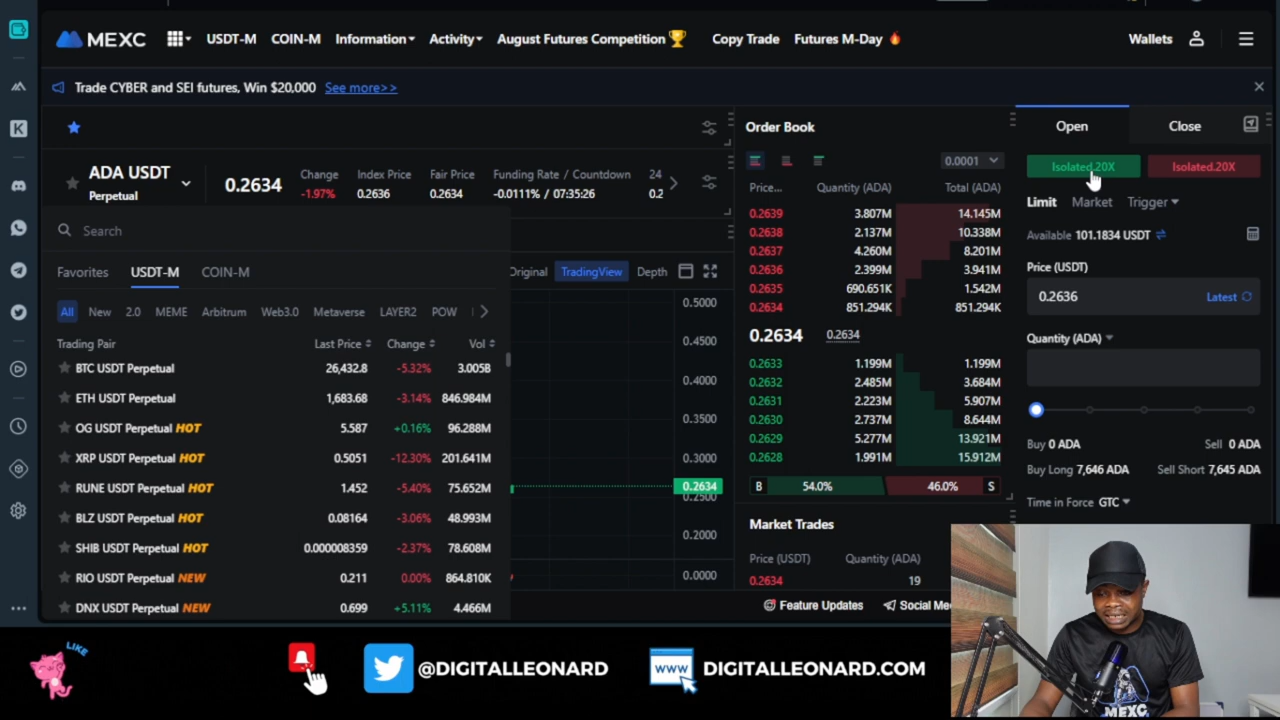 MEXC
USDT-M
COIN-M
Information
Activity
August Futures Competition
Copy Trade
Futures M-Day
Wallets
Trade CYBER and SEI futures, Win $20,000 See more>>
ADA USDT
Perpetual
0.2634
Change
-1.97%
Index Price
0.2636
Fair Price
0.2634
Funding Rate / Countdown
-0.0111% / 07:35:26
24
0.2
Search
Favorites USDT-M COIN-M
All New 2.0 MEME Arbitrum Web3.0 Metaverse LAYER2 POW
Trading Pair Last Price Change Vol
BTC USDT Perpetual 26,432.8 -5.32% 3.005B
ETH USDT Perpetual 1,683.68 -3.14% 846.984M
OG USDT Perpetual HOT 5.587 +0.16% 96.288M
XRP USDT Perpetual HOT 0.5051 -12.30% 201.641M
RUNE USDT Perpetual HOT 1.452 -5.40% 75.652M
BLZ USDT Perpetual HOT 0.08164 -3.06% 48.993M
SHIB USDT Perpetual HOT 0.000008359 -2.37% 78.608M
RIO USDT Perpetual NEW 0.211 0.00% 864.810K
DNX USDT Perpetual NEW 0.699 +5.11% 4.466M
Original TradingView Depth
0.5000
0.4500
0.4000
0.3500
0.3000
0.2634
0.2500
0.2000
0.0000
Order Book
0.0001
Price... Quantity (ADA) Total (ADA)
0.2639 3.807M 14.145M
0.2638 2.137M 10.338M
0.2637 4.260M 8.201M
0.2636 2.399M 3.941M
0.2635 690.651K 1.542M
0.2634 851.294K 851.294K
0.2634 0.2634
0.2633 1.199M 1.199M
0.2632 2.485M 3.684M
0.2631 2.223M 5.907M
0.2630 2.737M 8.644M
0.2629 5.277M 13.921M
0.2628 1.991M 15.912M
B 54.0% 46.0% S
Market Trades
Price (USDT) Quantity (ADA)
0.2634 19
Feature Updates Social Me
Open Close
Isolated.20X Isolated.20X
Limit Market Trigger
Available 101.1834 USDT
Price (USDT)
0.2636 Latest
Quantity (ADA)
Buy 0 ADA Sell 0 ADA
Buy Long 7,646 ADA Sell Short 7,645 ADA
Time in Force GTC
LIKE
@DIGITALLEONARD
WWW
DIGITALLEONARD.COM
MEXC